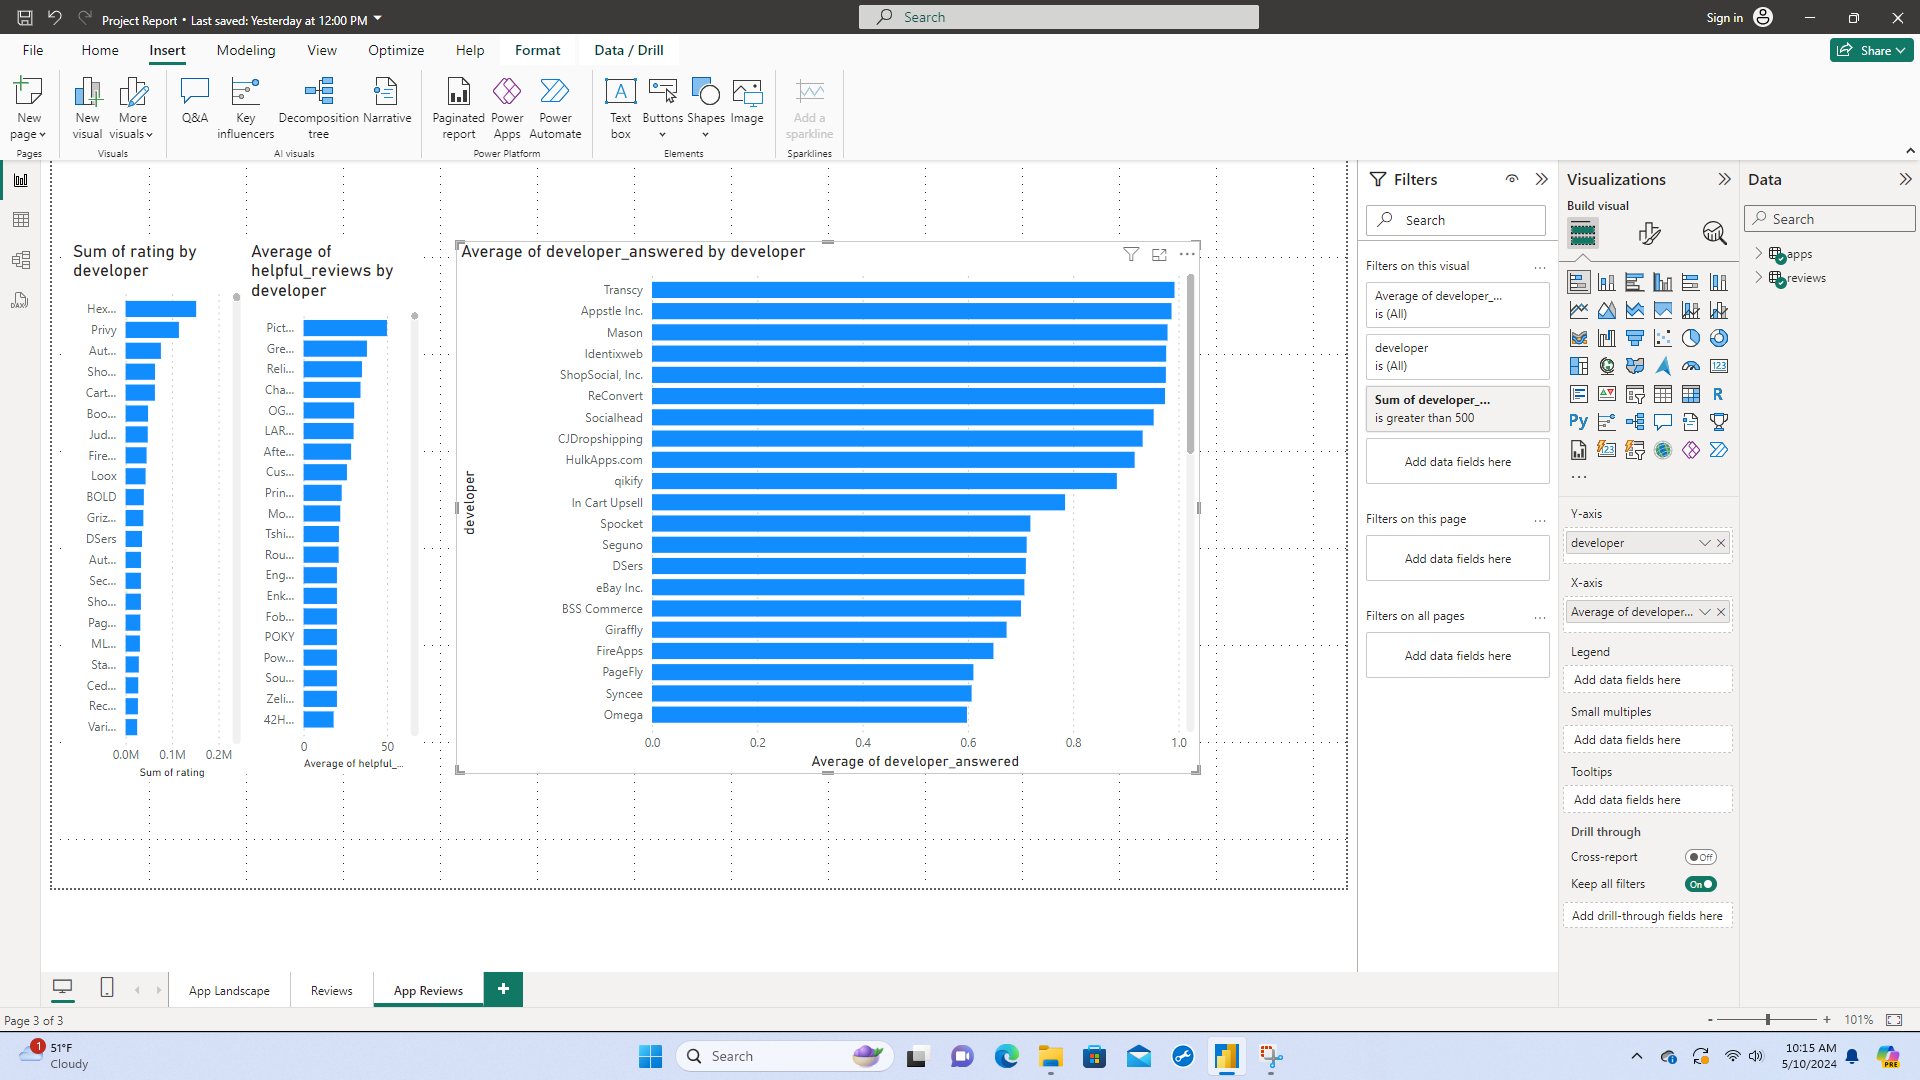 Project Report • Last saved: Yesterday at 12:00 PM
Search
Sign in
File Home Insert Modeling View Optimize Help Format Data / Drill
Share
New page
New visual
More visuals
Q&A
Key influencers
Decomposition tree
Narrative
Paginated report
Power Apps
Power Automate
Text box
Buttons
Shapes
Image
Add a sparkline
Pages
Visuals
AI visuals
Power Platform
Elements
Sparklines
Sum of rating by
developer
Hex...
Privy
Aut...
Sho...
Cart...
Boo...
Jud...
Fire...
Loox
BOLD
Griz...
DSers
Aut...
Sec...
Sho...
Pag...
ML...
Sta...
Ced...
Rec...
Vari...
0.0M 0.1M 0.2M
Sum of rating
Average of
helpful_reviews by
developer
Pict...
Gre...
Reli...
Cha...
OG...
LAR...
Afte...
Cus...
Prin...
Mo...
Tshi...
Rou...
Eng...
Enk...
Fob...
POKY
Pow...
Sou...
Zeli...
42H...
0 50
Average of helpful_...
Average of developer_answered by developer
developer
Transcy
Appstle Inc.
Mason
Identixweb
ShopSocial, Inc.
ReConvert
Socialhead
CJDropshipping
HulkApps.com
qikify
In Cart Upsell
Spocket
Seguno
DSers
eBay Inc.
BSS Commerce
Giraffly
FireApps
PageFly
Syncee
Omega
0.0 0.2 0.4 0.6 0.8 1.0
Average of developer_answered
Filters
Search
Filters on this visual ...
Average of developer_...
is (All)
developer
is (All)
Sum of developer_...
is greater than 500
Add data fields here
Filters on this page ...
Add data fields here
Filters on all pages ...
Add data fields here
Visualizations
Build visual
123
R
Py
123
...
Y-axis
developer
X-axis
Average of developer...
Legend
Add data fields here
Small multiples
Add data fields here
Tooltips
Add data fields here
Drill through
Cross-report Off
Keep all filters On
Add drill-through fields here
Data
Search
apps
reviews
DAX
App Landscape Reviews App Reviews +
Page 3 of 3
- + 101%
1
51°F
Cloudy
Search
10:15 AM
5/10/2024
PRE